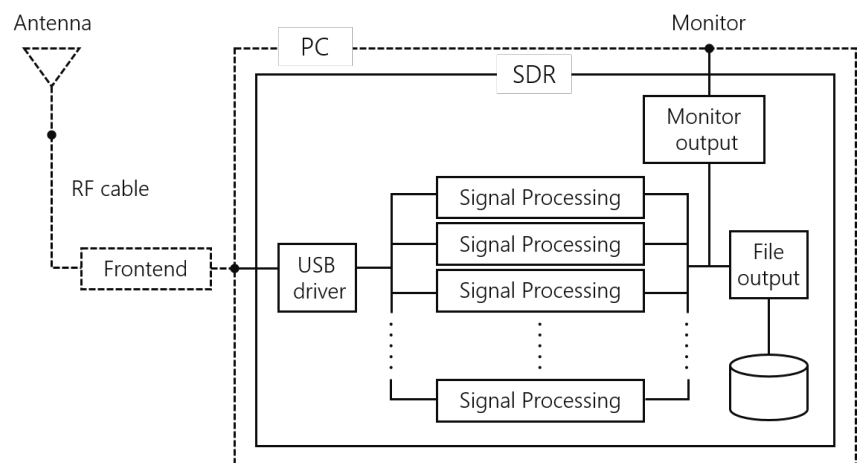 Antenna
PC
Monitor
SDR
Monitor
output
RF cable
Signal Processing
Signal Processing
Signal Processing
Frontend
USB
driver
File
output
Signal Processing